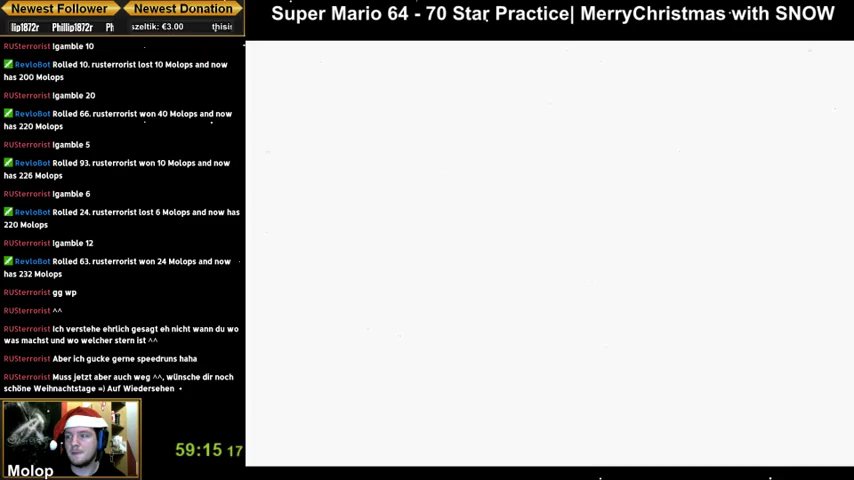 Newest Follower
Newest Donation
Super Mario 64 - 70 Star Practice| MerryChristmas with SNOW
lip1872r Phillip1872r Ph
szeltik: €3.00 thisis
RUSterrorist !gamble 10
RevloBot Rolled 10. rusterrorist lost 10 Molops and now
has 200 Molops
RUSterrorist !gamble 20
RevloBot Rolled 66. rusterrorist won 40 Molops and now
has 220 Molops
RUSterrorist !gamble 5
RevloBot Rolled 93. rusterrorist won 10 Molops and now
has 226 Molops
RUSterrorist !gamble 6
RevloBot Rolled 24. rusterrorist lost 6 Molops and now has
220 Molops
RUSterrorist !gamble 12
RevloBot Rolled 63. rusterrorist won 24 Molops and now
has 232 Molops
RUSterrorist gg wp
RUSterrorist ^^
RUSterrorist Ich verstehe ehrlich gesagt eh nicht wann du wo
was machst und wo welcher stern ist ^^
RUSterrorist Aber ich gucke gerne speedruns haha
RUSterrorist Muss jetzt aber auch weg ^^, wünsche dir noch
schöne Weihnachtstage =) Auf Wiedersehen
59:15 17
Molop